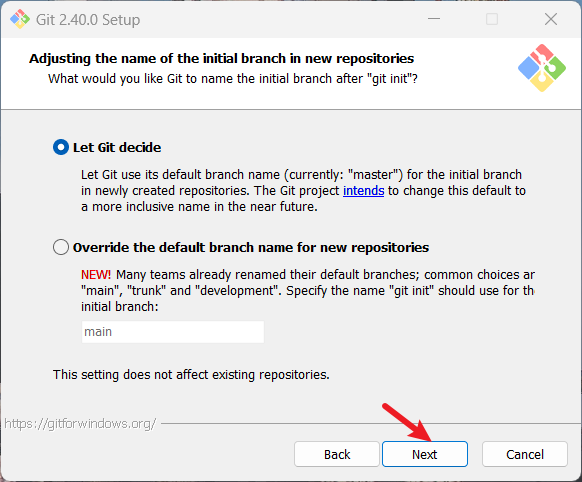 Git 2.40.0 Setup
Adjusting the name of the initial branch in new repositories
What would you like Git to name the initial branch after "git init"?
Let Git decide
Let Git use its default branch name (currently: "master") for the initial branch
in newly created repositories. The Git project intends to change this default to
a more inclusive name in the near future.
Override the default branch name for new repositories
NEW! Many teams already renamed their default branches; common choices ar
"main", "trunk" and "development". Specify the name "git init" should use for the
initial branch:
main
This setting does not affect existing repositories.
https://gitforwindows.org/
Back
Next
Cancel